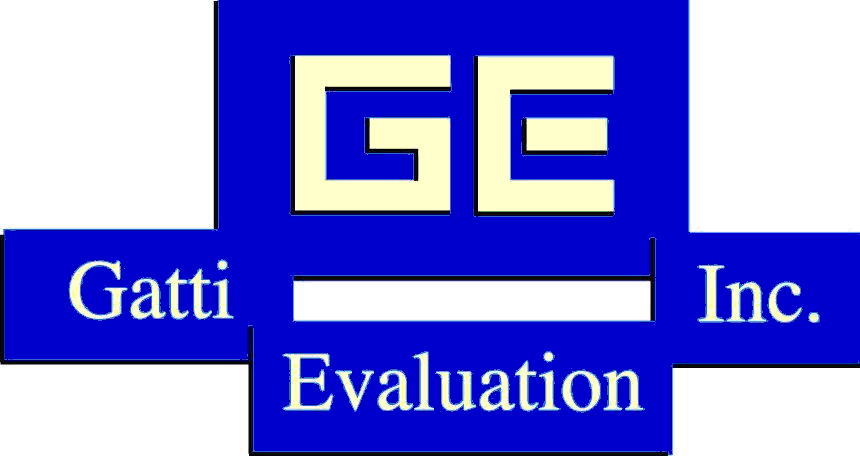 GE
Gatti Inc.
Evaluation